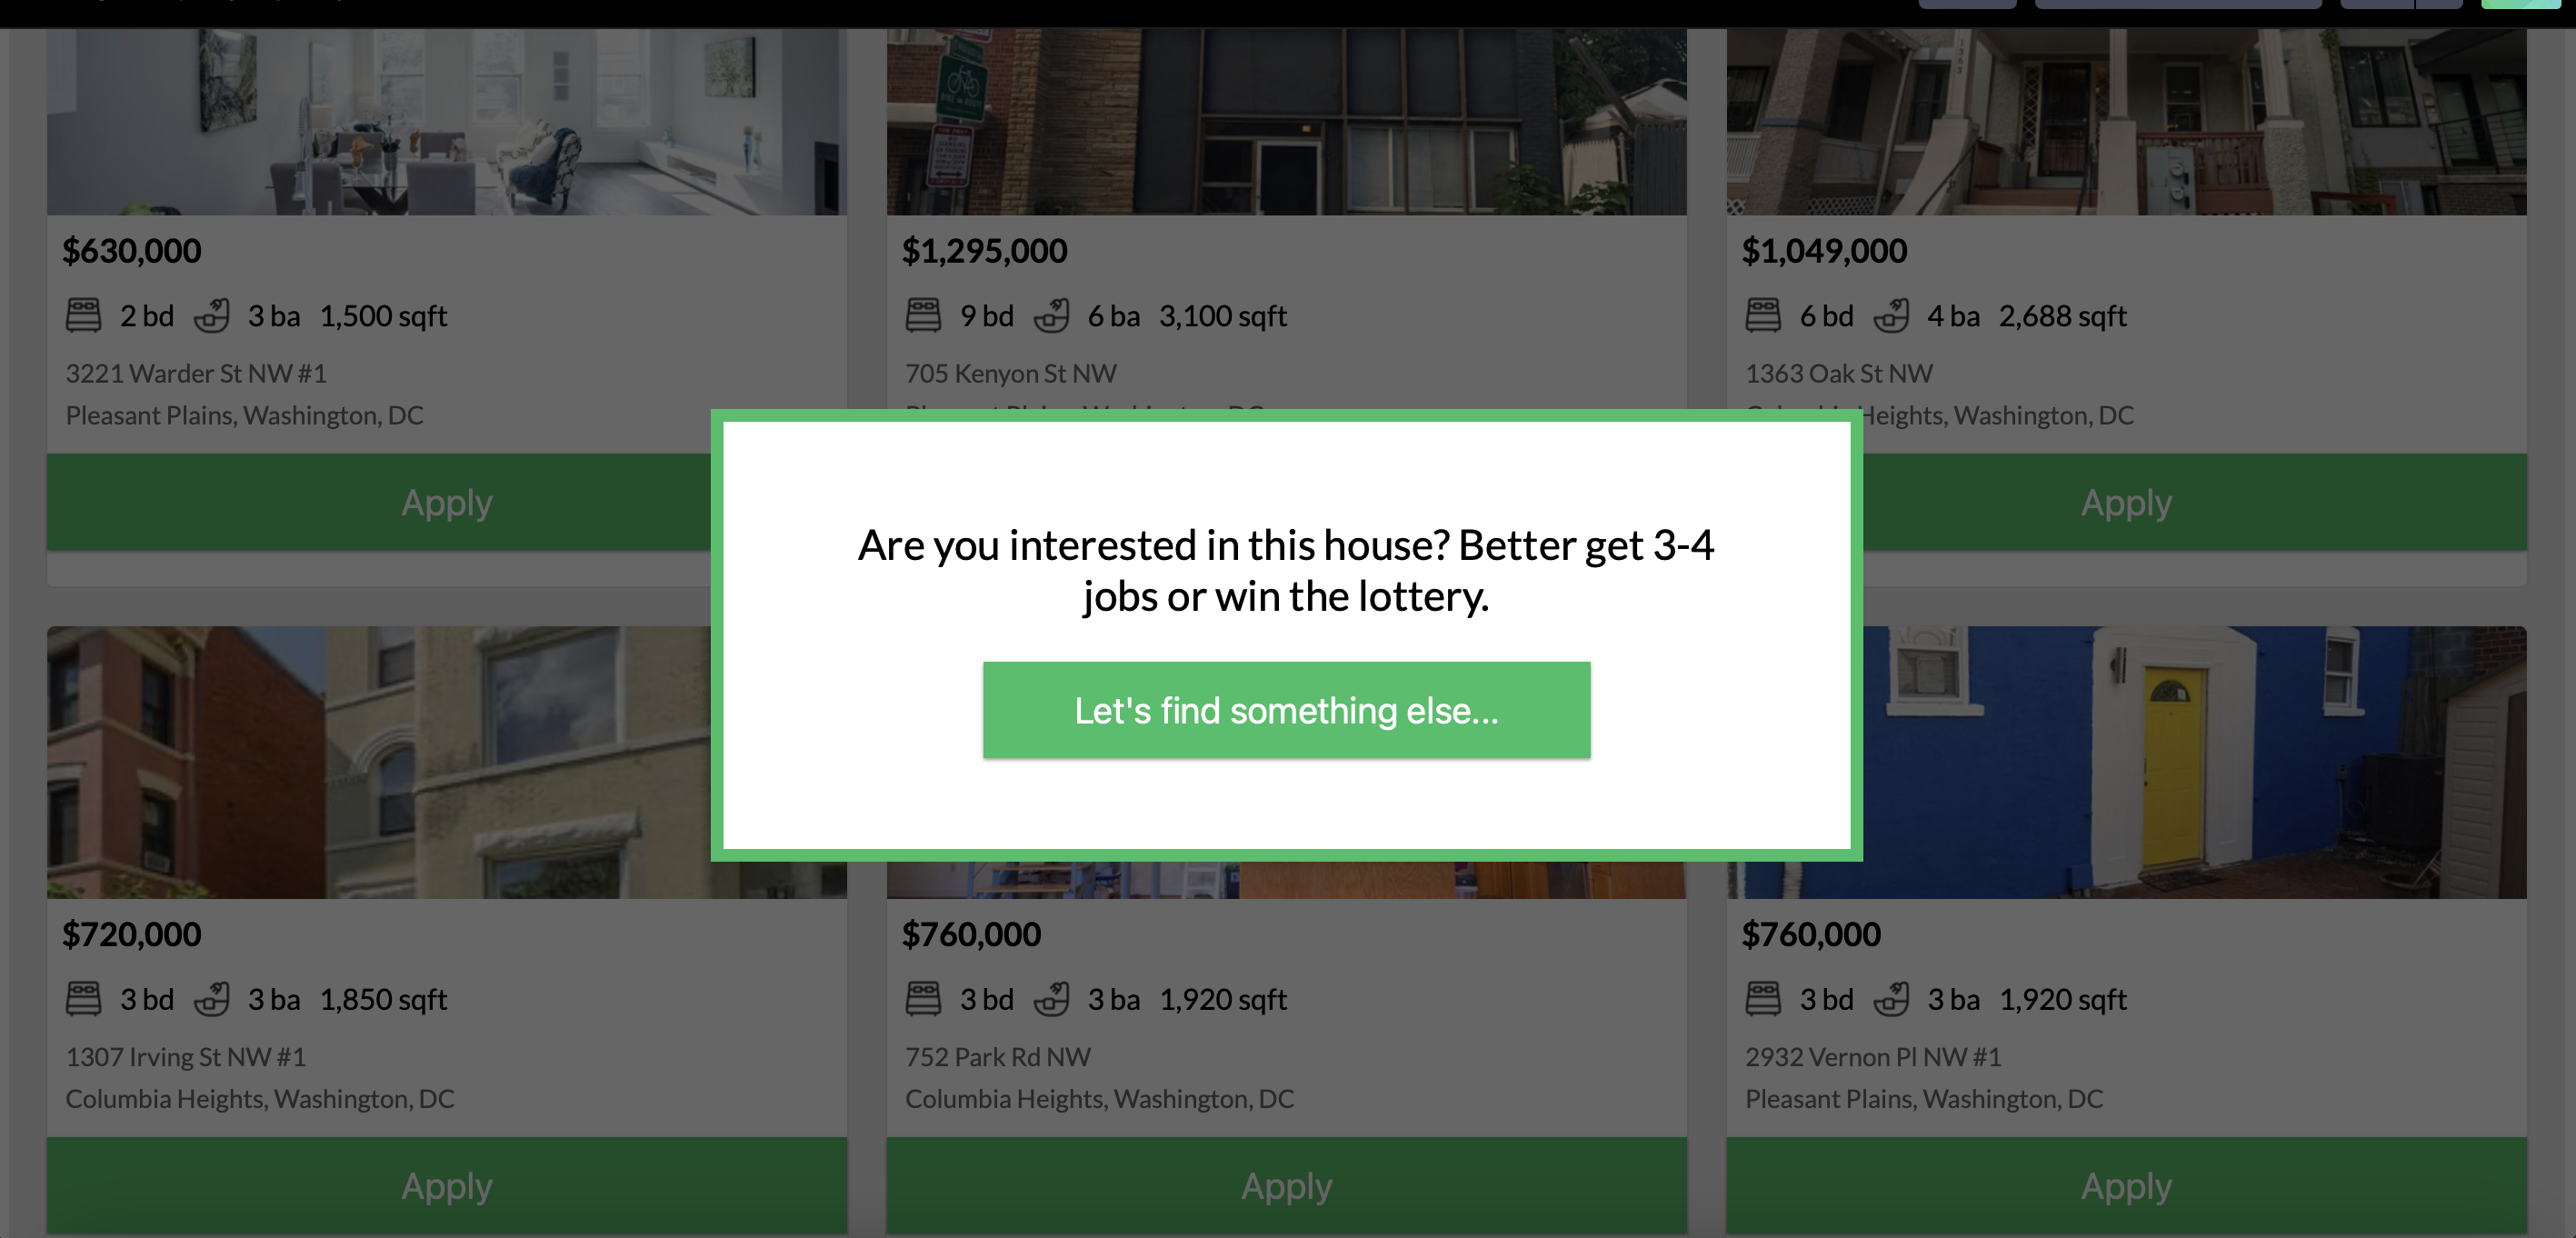 $630,000
2 bd 3 ba 1,500 sqft
3221 Warder St NW #1
Pleasant Plains, Washington, DC
Apply
BIKE ROUTE
$1,295,000
9 bd 6 ba 3,100 sqft
705 Kenyon St NW
1363
$1,049,000
6 bd 4 ba 2,688 sqft
1363 Oak St NW
Heights, Washington, DC
Apply
Are you interested in this house? Better get 3-4
jobs or win the lottery.
Let's find something else...
$720,000
3 bd 3 ba 1,850 sqft
1307 Irving St NW #1
Columbia Heights, Washington, DC
Apply
$760,000
3 bd 3 ba 1,920 sqft
752 Park Rd NW
Columbia Heights, Washington, DC
Apply
$760,000
3 bd 3 ba 1,920 sqft
2932 Vernon Pl NW #1
Pleasant Plains, Washington, DC
Apply